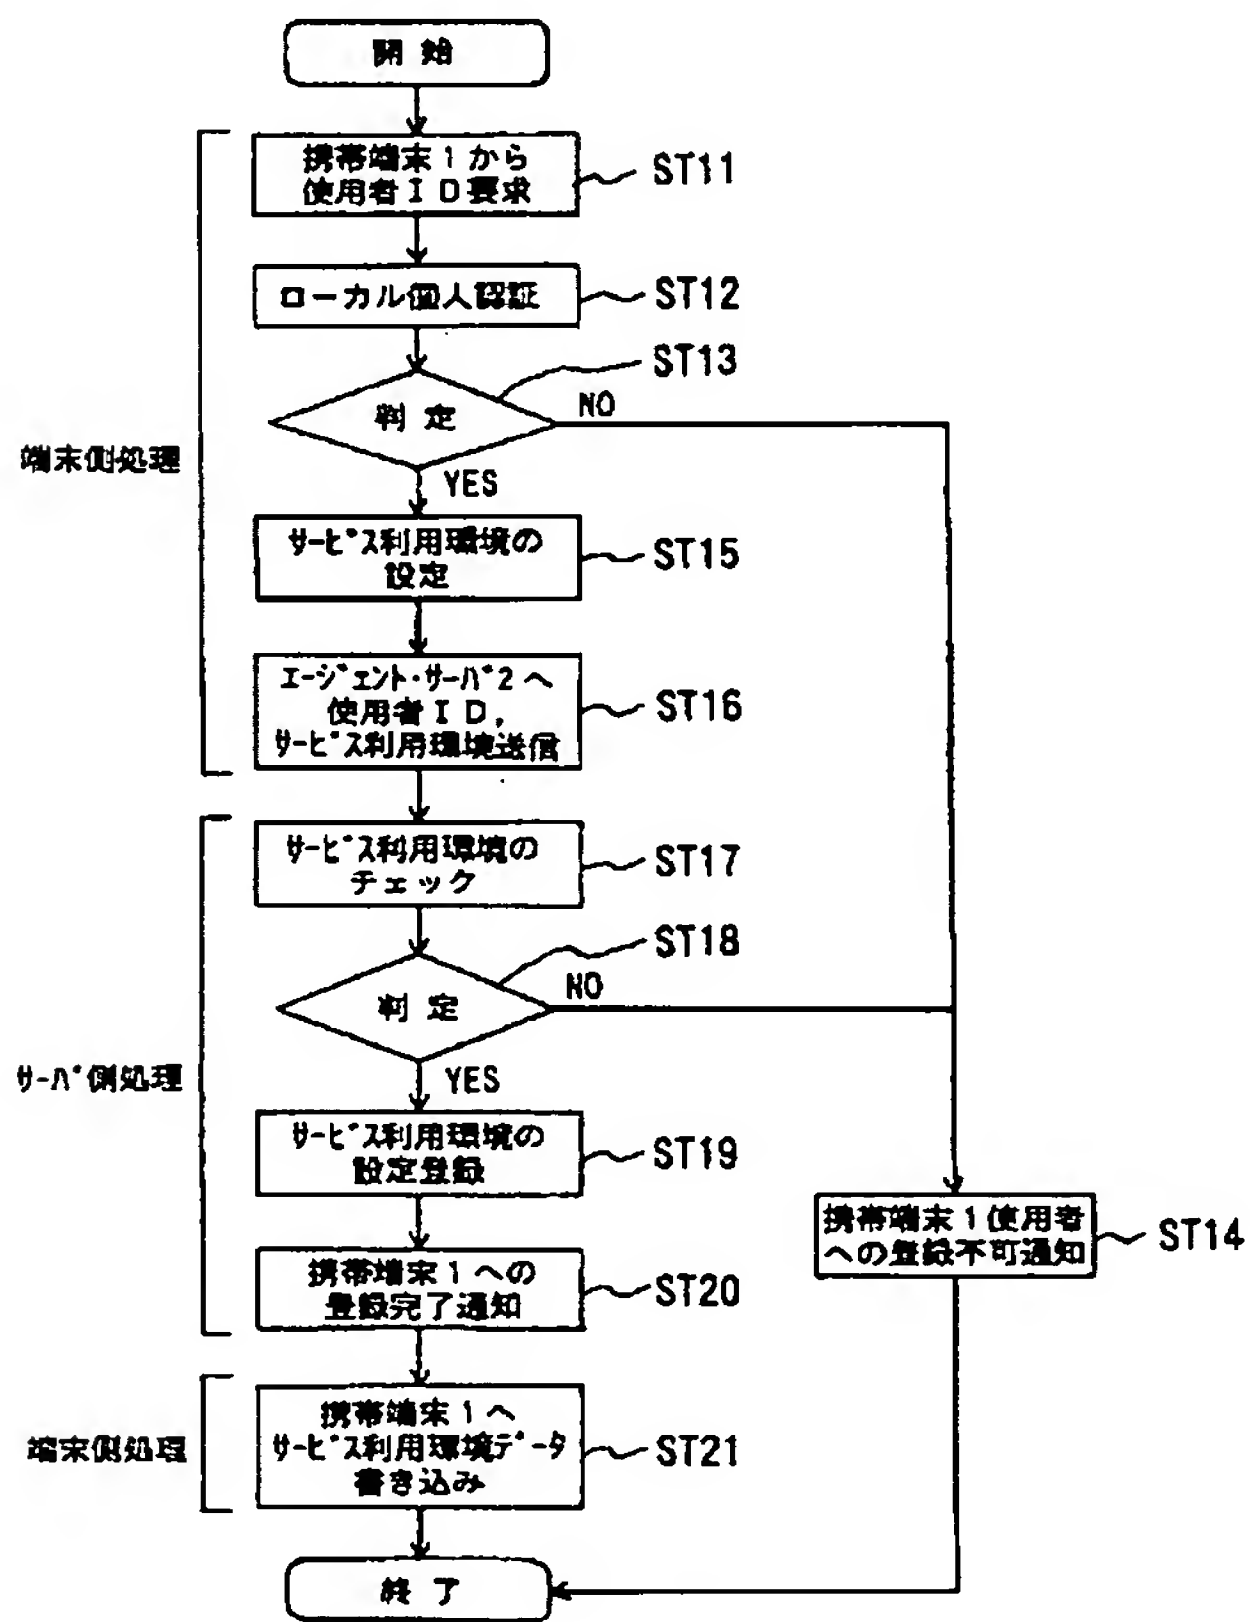 開 始
携帯端末1から
使用者ID要求
ST11
ローカル個人認証
ST12
ST13
判 定
NO
YES
端末側処理
サービス利用環境の
設定
ST15
エージェント・サーバ2へ
使用者ID,
サービス利用環境送信
ST16
サービス利用環境の
チェック
ST17
ST18
判 定
NO
YES
サーバ側処理
サービス利用環境の
設定登録
ST19
携帯端末1使用者
への登録不可通知
ST14
携帯端末1への
登録完了通知
ST20
携帯端末1へ
サービス利用環境データ
書き込み
ST21
端末側処理
終 了